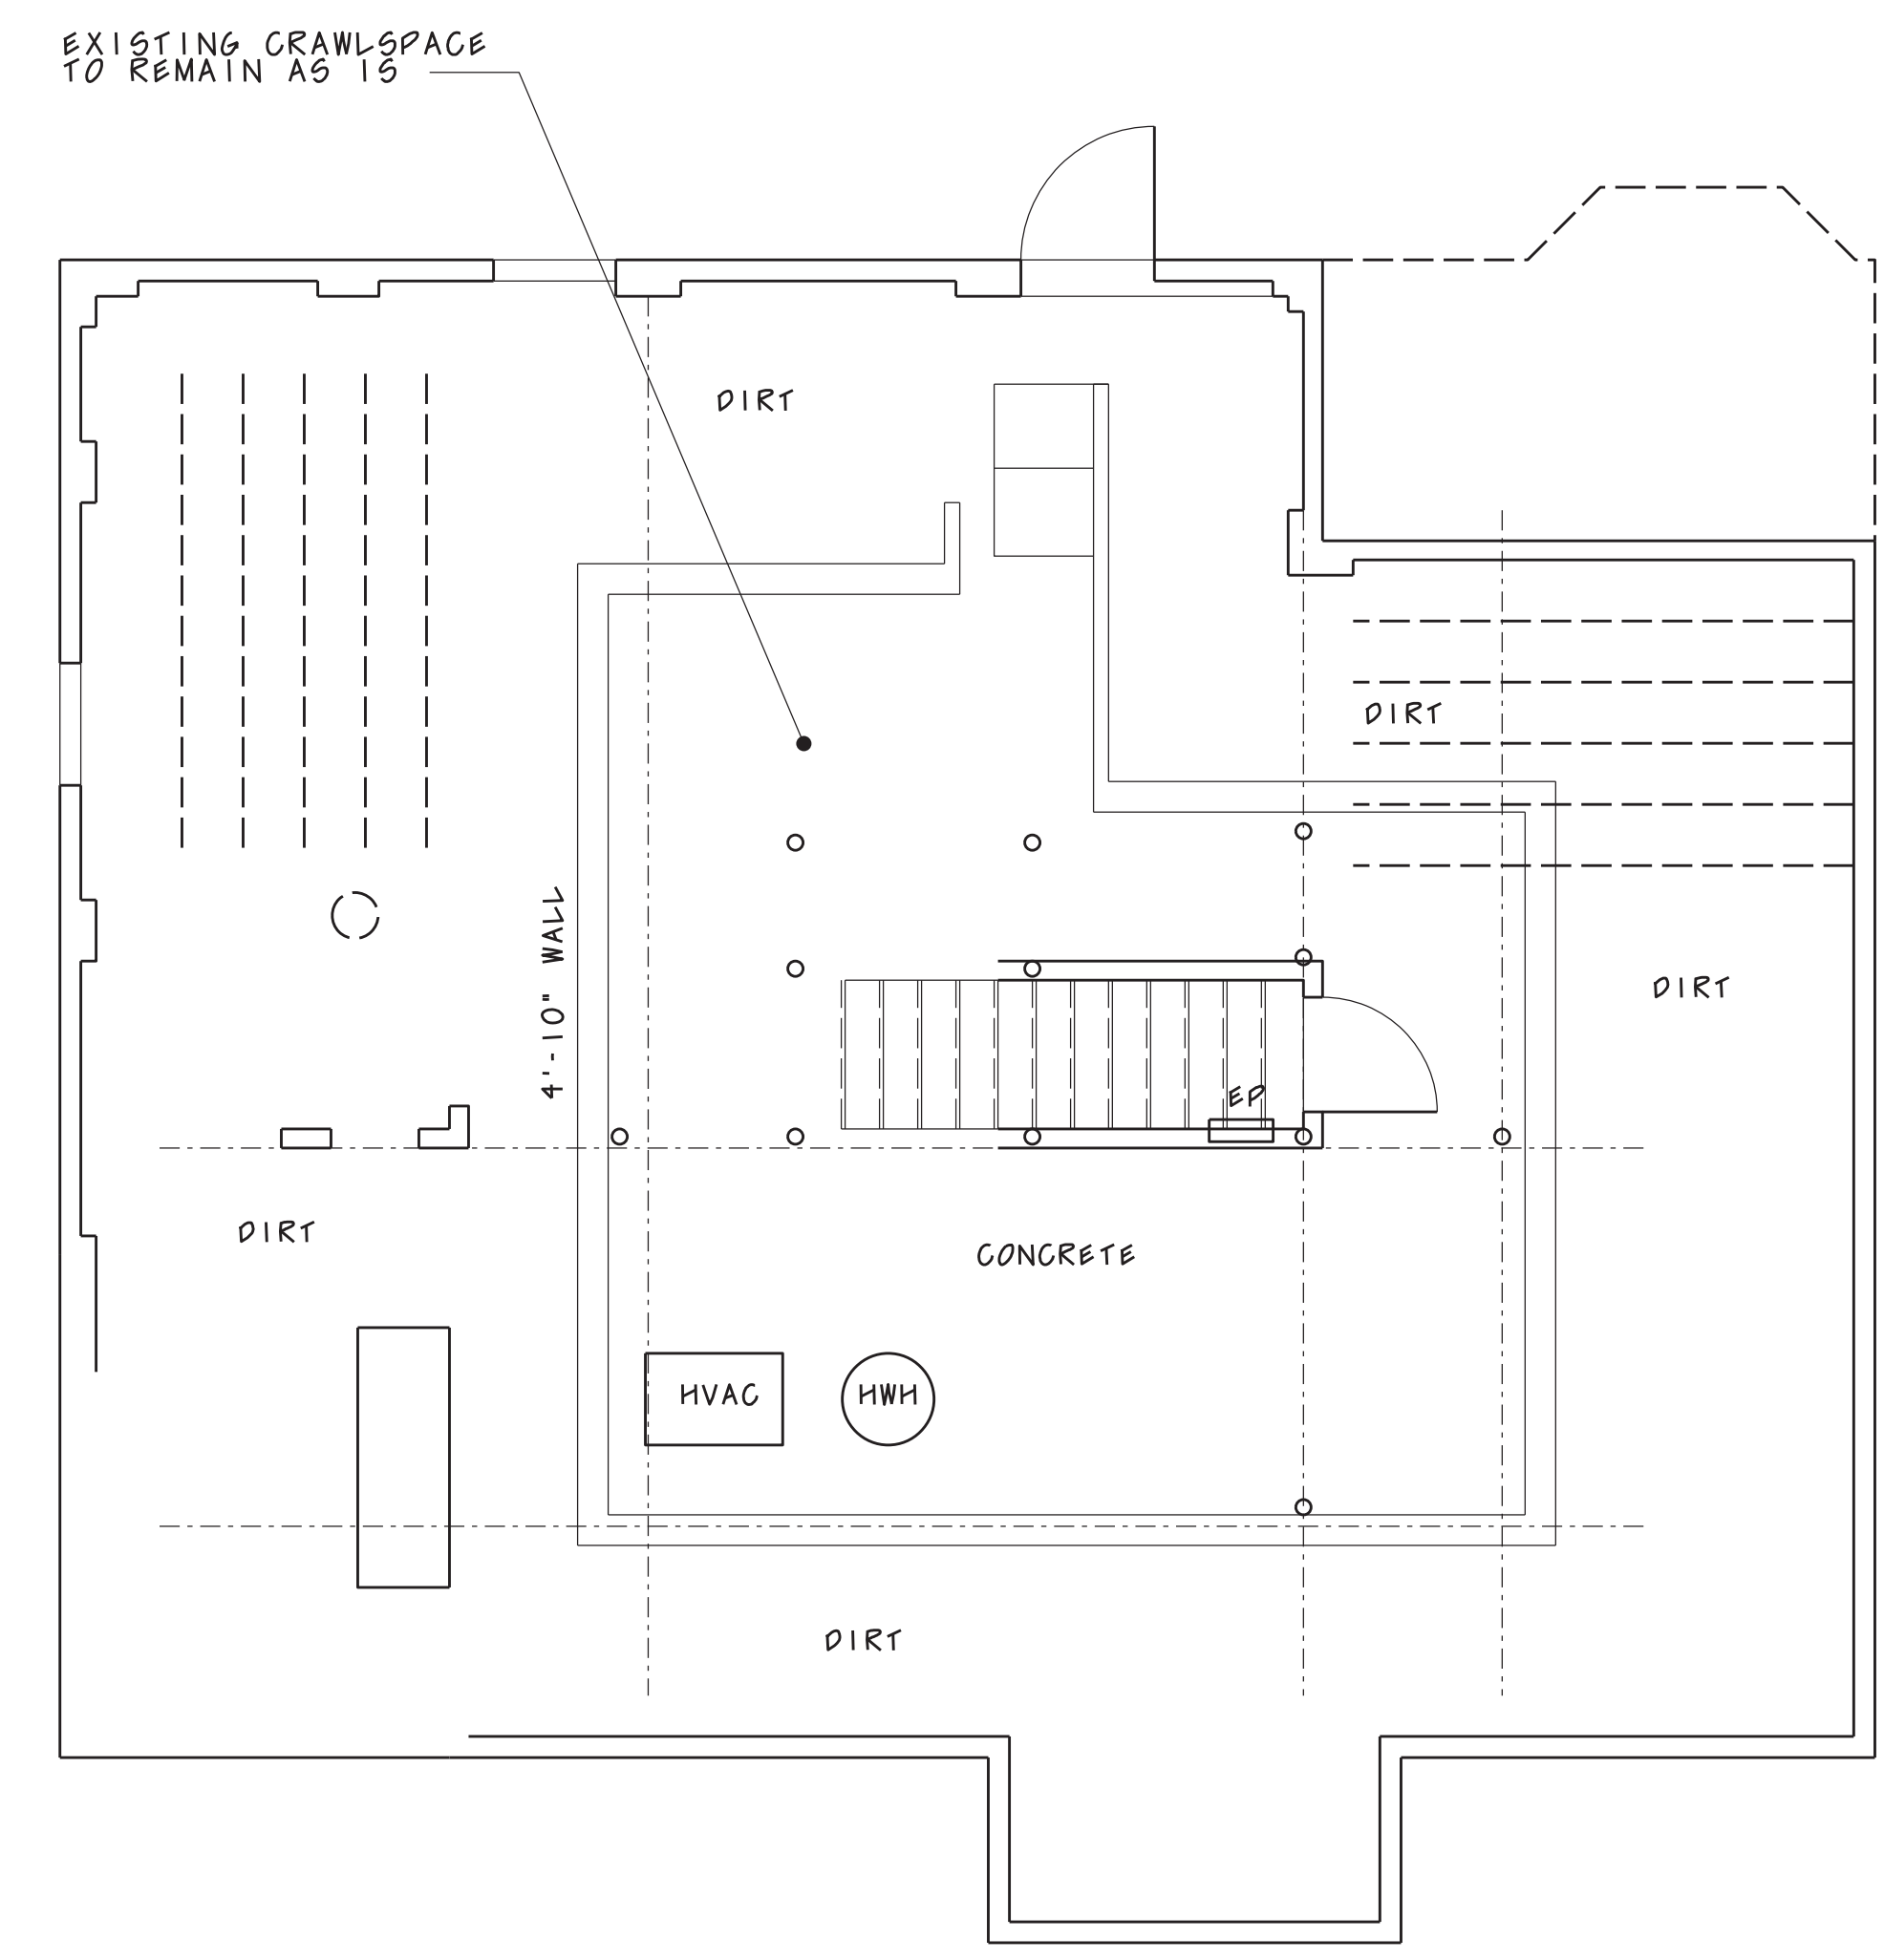 EXISTING CRAWLSPACE
TO REMAIN AS IS
DIRT
DIRT
4'-10" WALL
DIRT
EP
DIRT
CONCRETE
HVAC
HWH
DIRT